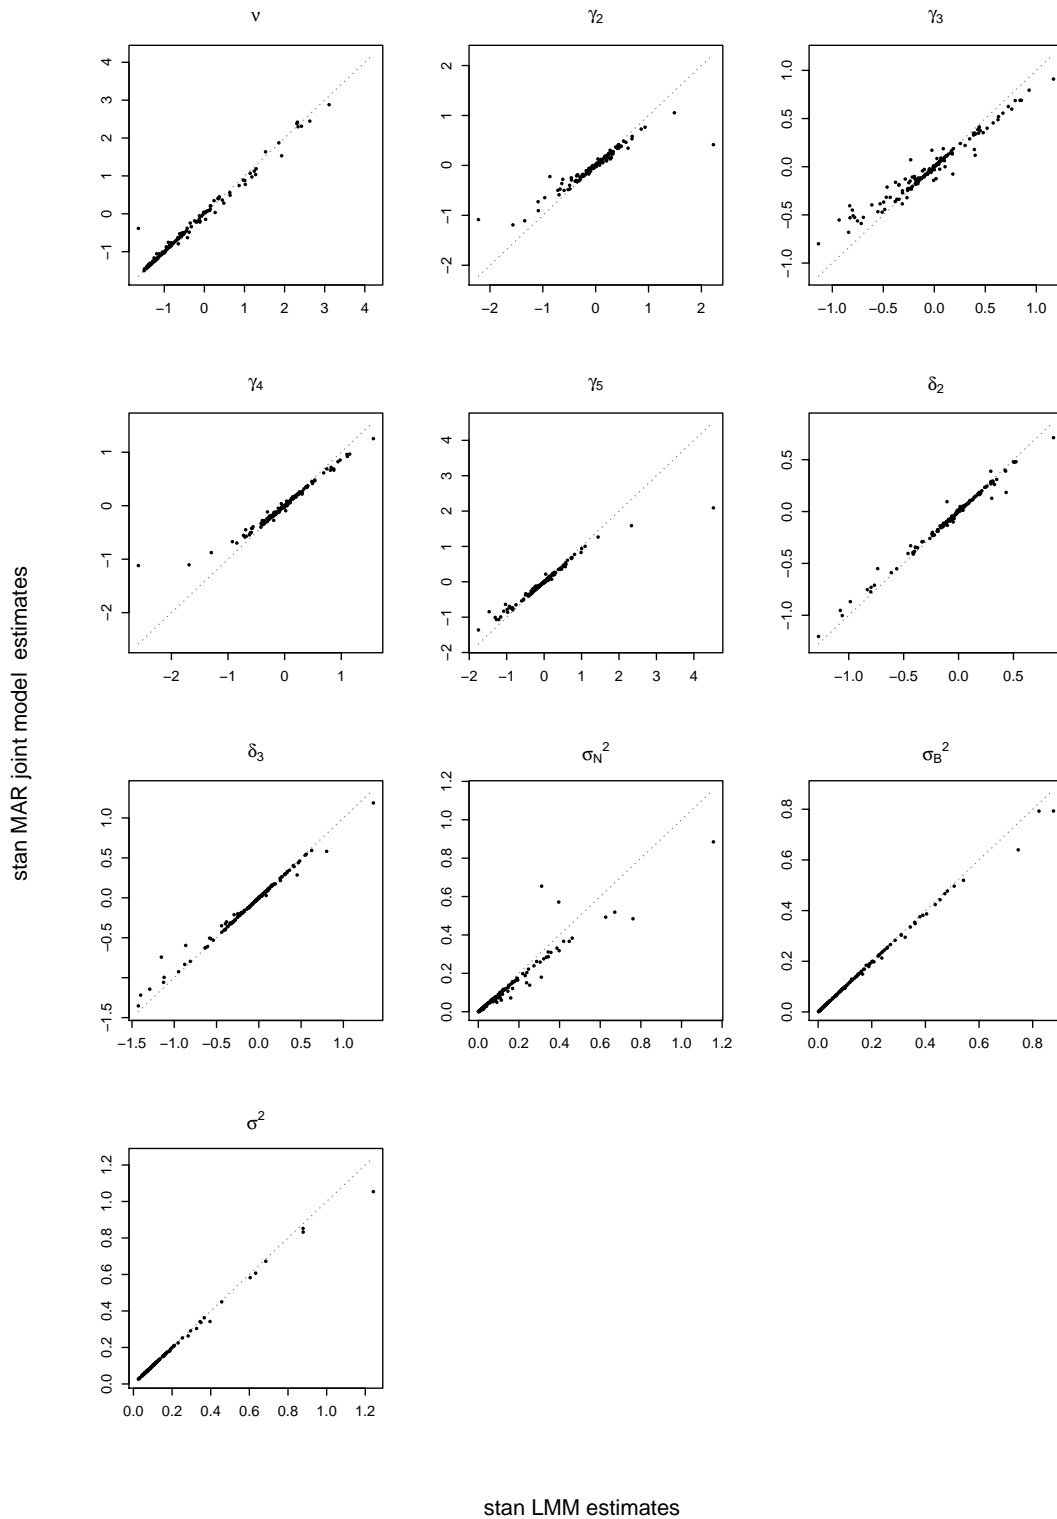 ν
γ2
γ3
4
3
2
1
0
−1
−1 0 1 2 3 4
2
1
0
−1
−2
−2 −1 0 1 2
1.0
0.5
0.0
−0.5
−1.0
−1.0 −0.5 0.0 0.5 1.0
γ4
γ5
δ2
1
0
−1
−2
−2 −1 0 1
4
3
2
1
0
−1
−2
−2 −1 0 1 2 3 4
0.5
0.0
−0.5
−1.0
−1.0 −0.5 0.0 0.5
stan MAR joint model estimates
δ3
σN²
σB²
1.0
0.5
0.0
−0.5
−1.5
−1.5 −1.0 −0.5 0.0 0.5 1.0
1.2
1.0
0.8
0.6
0.4
0.2
0.0
0.0 0.2 0.4 0.6 0.8 1.0 1.2
0.8
0.6
0.4
0.2
0.0
0.0 0.2 0.4 0.6 0.8
σ²
1.2
1.0
0.8
0.6
0.4
0.2
0.0
0.0 0.2 0.4 0.6 0.8 1.0 1.2
stan LMM estimates